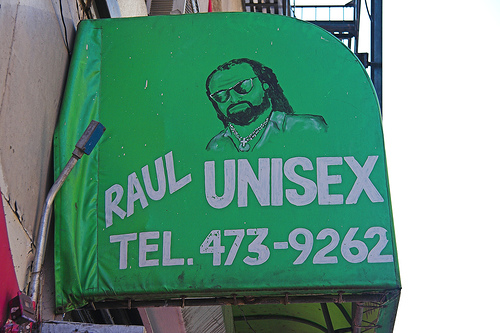 RAUL UNISEX
TEL. 473-9262